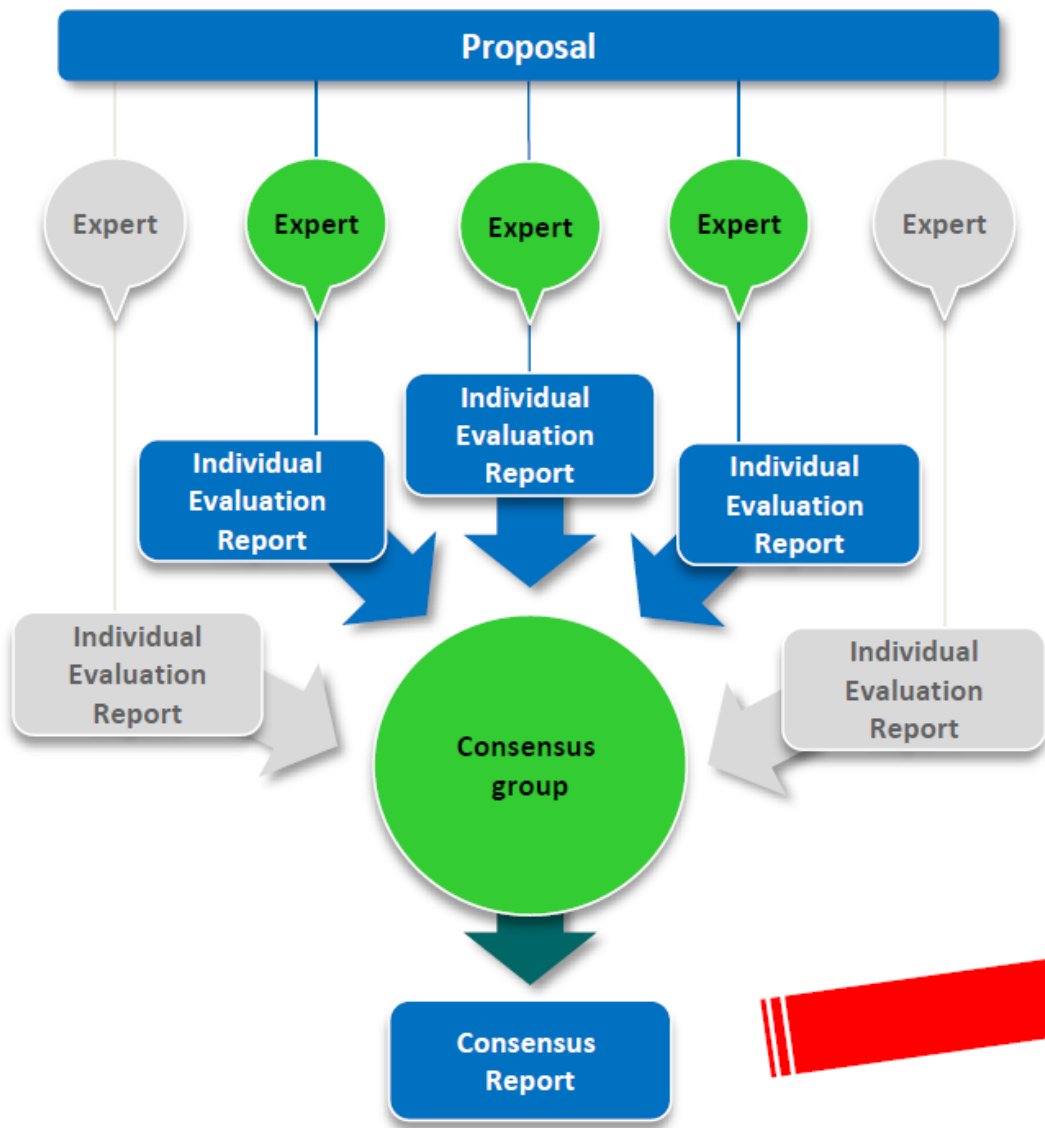 Proposal
Expert
Expert
Expert
Expert
Expert
Individual
Evaluation
Report
Individual
Evaluation
Report
Individual
Evaluation
Report
Individual
Evaluation
Report
Individual
Evaluation
Report
Consensus
group
Consensus
Report